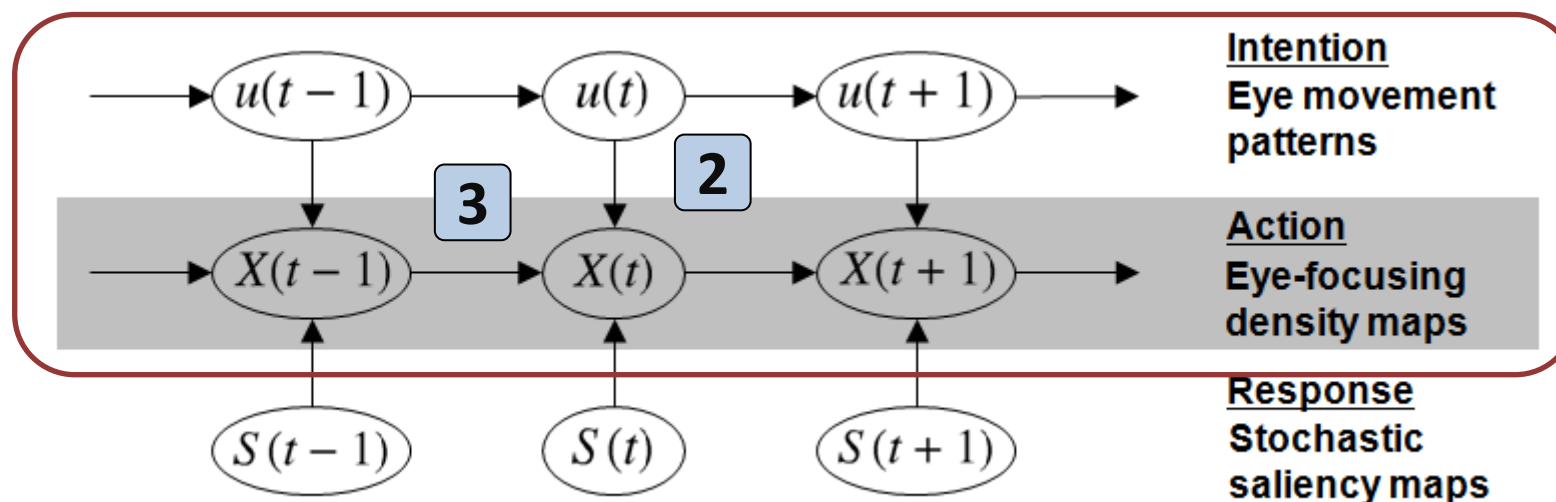 u(t − 1) u(t) u(t + 1)
Intention
Eye movement
patterns
3 2
X(t − 1) X(t) X(t + 1)
Action
Eye-focusing
density maps
S(t − 1) S(t) S(t + 1)
Response
Stochastic
saliency maps